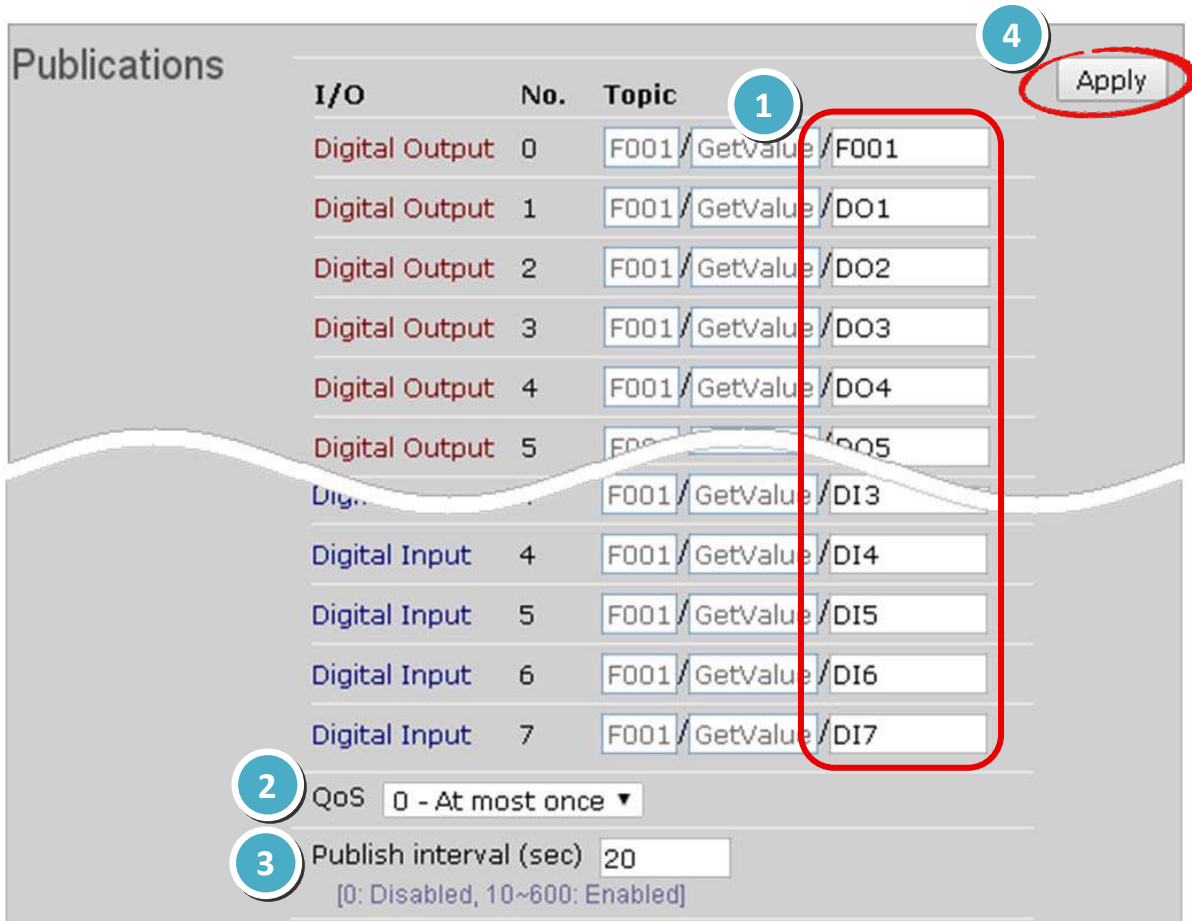 4
Publications
Apply
I/O No. Topic
1
Digital Output 0 F001/GetValue/F001
Digital Output 1 F001/GetValue/DO1
Digital Output 2 F001/GetValue/DO2
Digital Output 3 F001/GetValue/DO3
Digital Output 4 F001/GetValue/DO4
Digital Output 5 /DO5
F001/GetValue/DI3
Digital Input 4 F001/GetValue/DI4
Digital Input 5 F001/GetValue/DI5
Digital Input 6 F001/GetValue/DI6
Digital Input 7 F001/GetValue/DI7
2 QoS 0 - At most once
3 Publish interval (sec) 20
[0: Disabled, 10~600: Enabled]